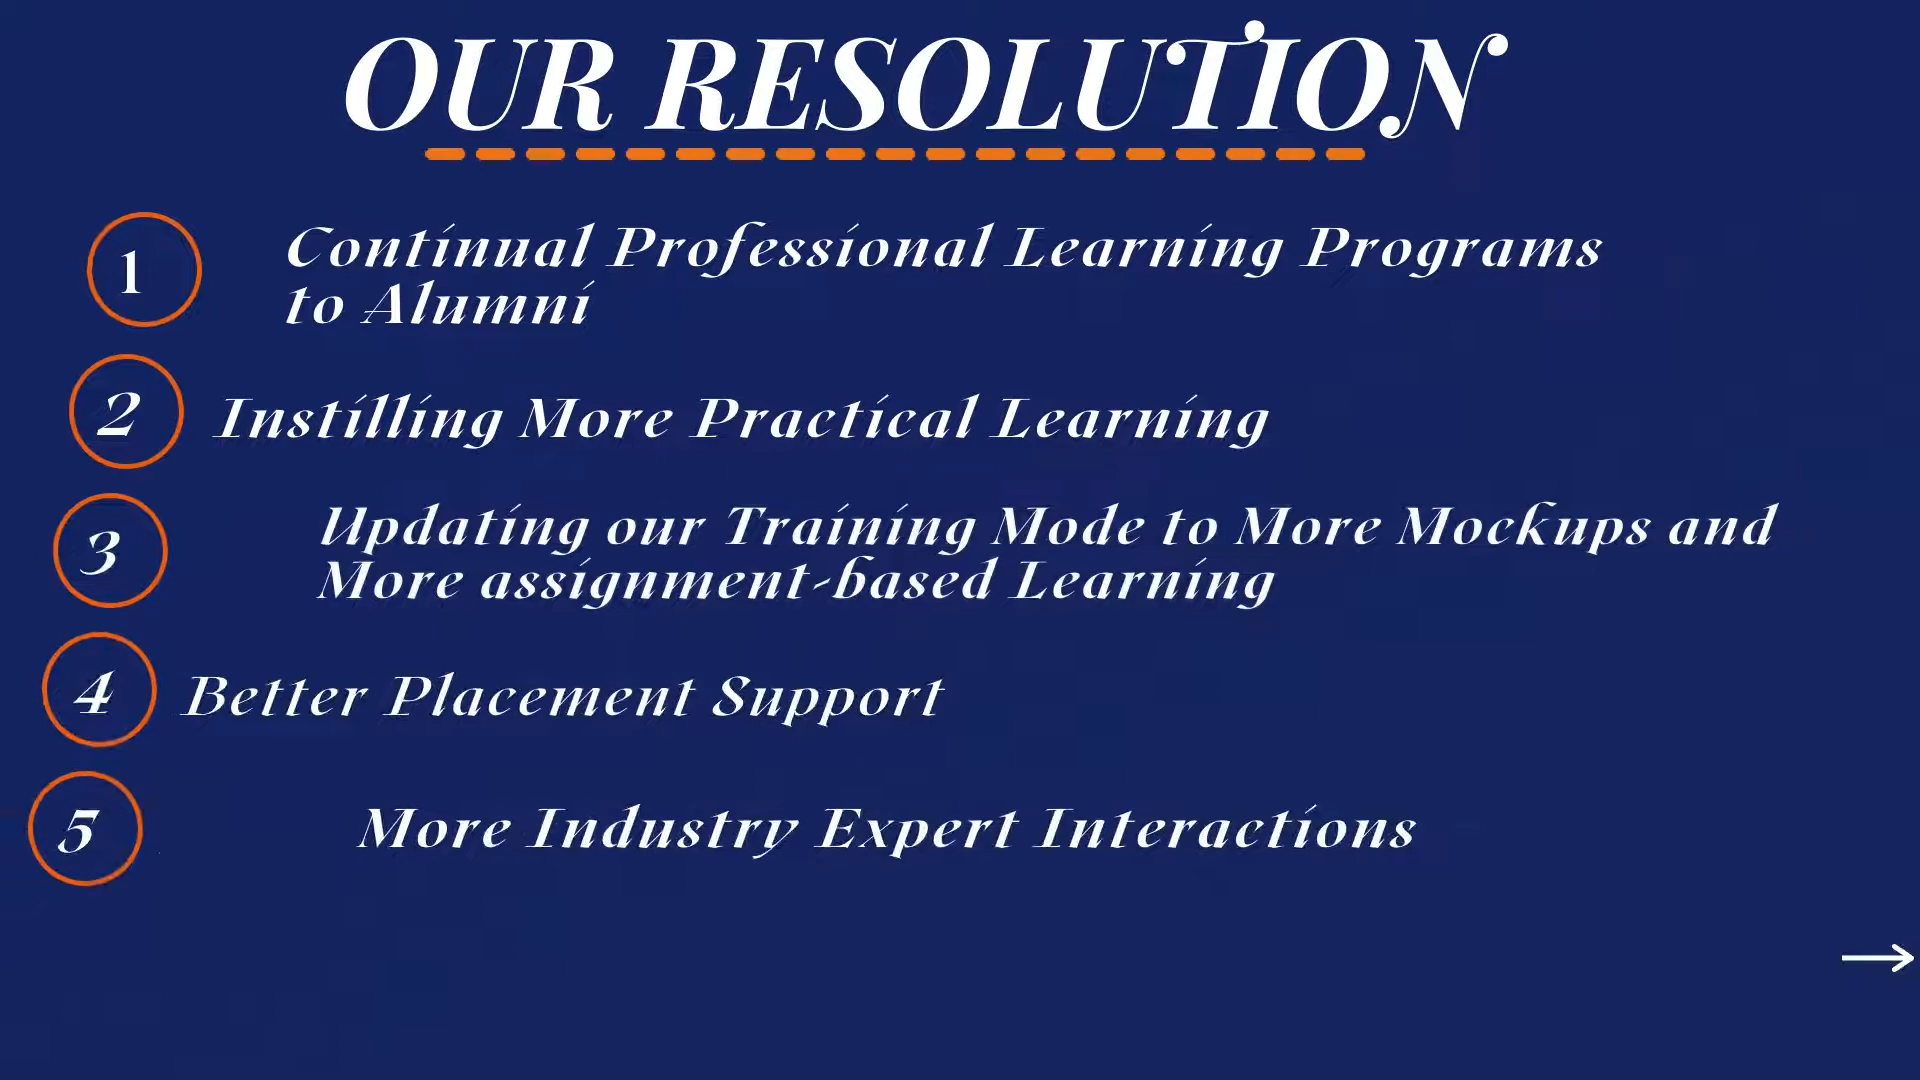 OUR RESOLUTION
1 Continual Professional Learning Programs
to Alumni
2 Instilling More Practical Learning
3 Updating our Training Mode to More Mockups and
More assignment-based Learning
4 Better Placement Support
5 More Industry Expert Interactions